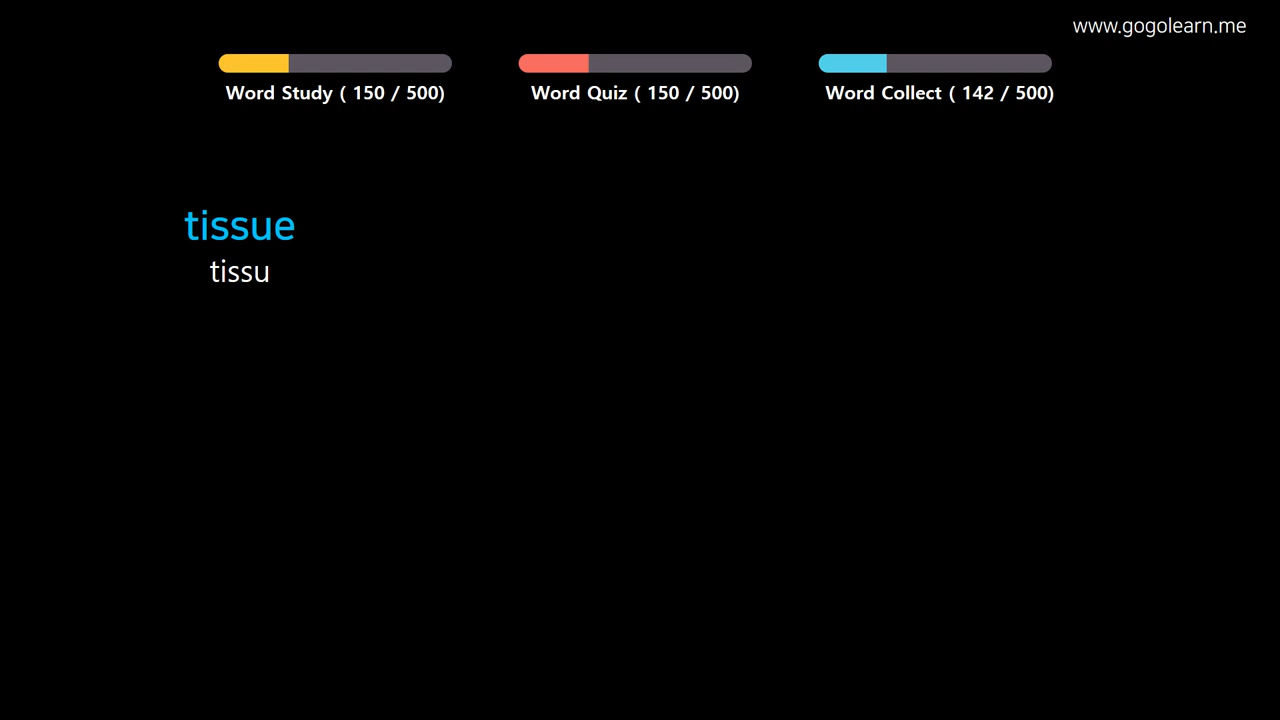 www.gogolearn.me
Word Study ( 150 / 500)
Word Quiz ( 150 / 500)
Word Collect ( 142 / 500)
tissue
tissu